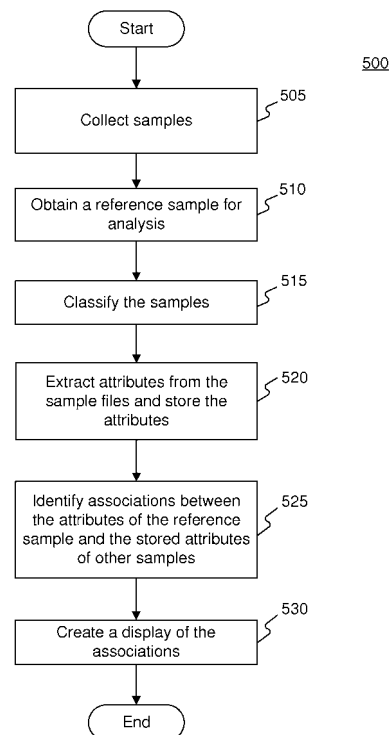 Start
500
Collect samples
505
Obtain a reference sample for
analysis
510
Classify the samples
515
Extract attributes from the
sample files and store the
attributes
520
Identify associations between
the attributes of the reference
sample and the stored attributes
of other samples
525
Create a display of the
associations
530
End